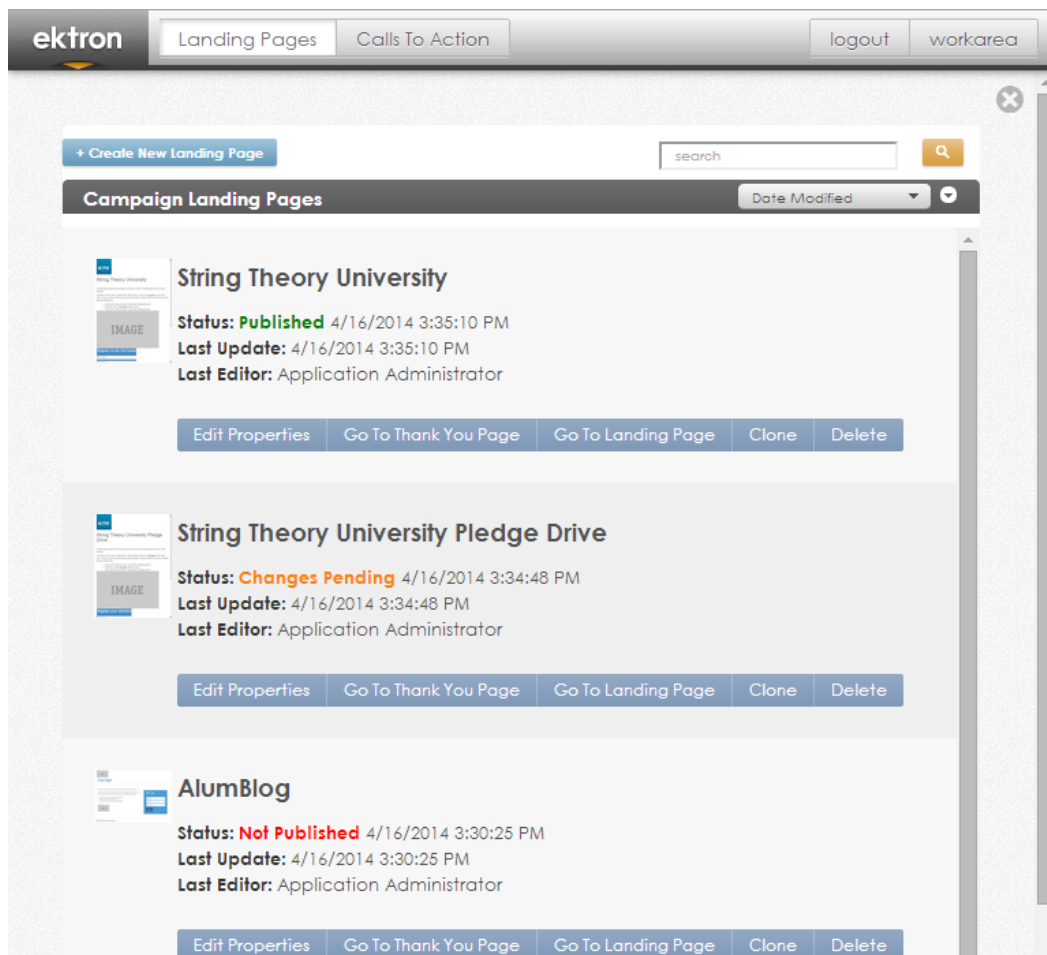 ektron
Landing Pages
Calls To Action
logout
workarea
+ Create New Landing Page
search
Campaign Landing Pages
Date Modified
String Theory University
IMAGE
Status: Published 4/16/2014 3:35:10 PM
Last Update: 4/16/2014 3:35:10 PM
Last Editor: Application Administrator
Edit Properties
Go To Thank You Page
Go To Landing Page
Clone
Delete
String Theory University Pledge Drive
IMAGE
Status: Changes Pending 4/16/2014 3:34:48 PM
Last Update: 4/16/2014 3:34:48 PM
Last Editor: Application Administrator
Edit Properties
Go To Thank You Page
Go To Landing Page
Clone
Delete
AlumBlog
Status: Not Published 4/16/2014 3:30:25 PM
Last Update: 4/16/2014 3:30:25 PM
Last Editor: Application Administrator
Edit Properties
Go To Thank You Page
Go To Landing Page
Clone
Delete